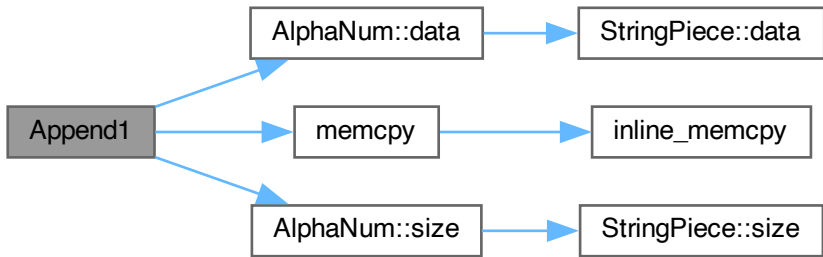 AlphaNum::data
StringPiece::data
Append1
memcpy
inline_memcpy
AlphaNum::size
StringPiece::size